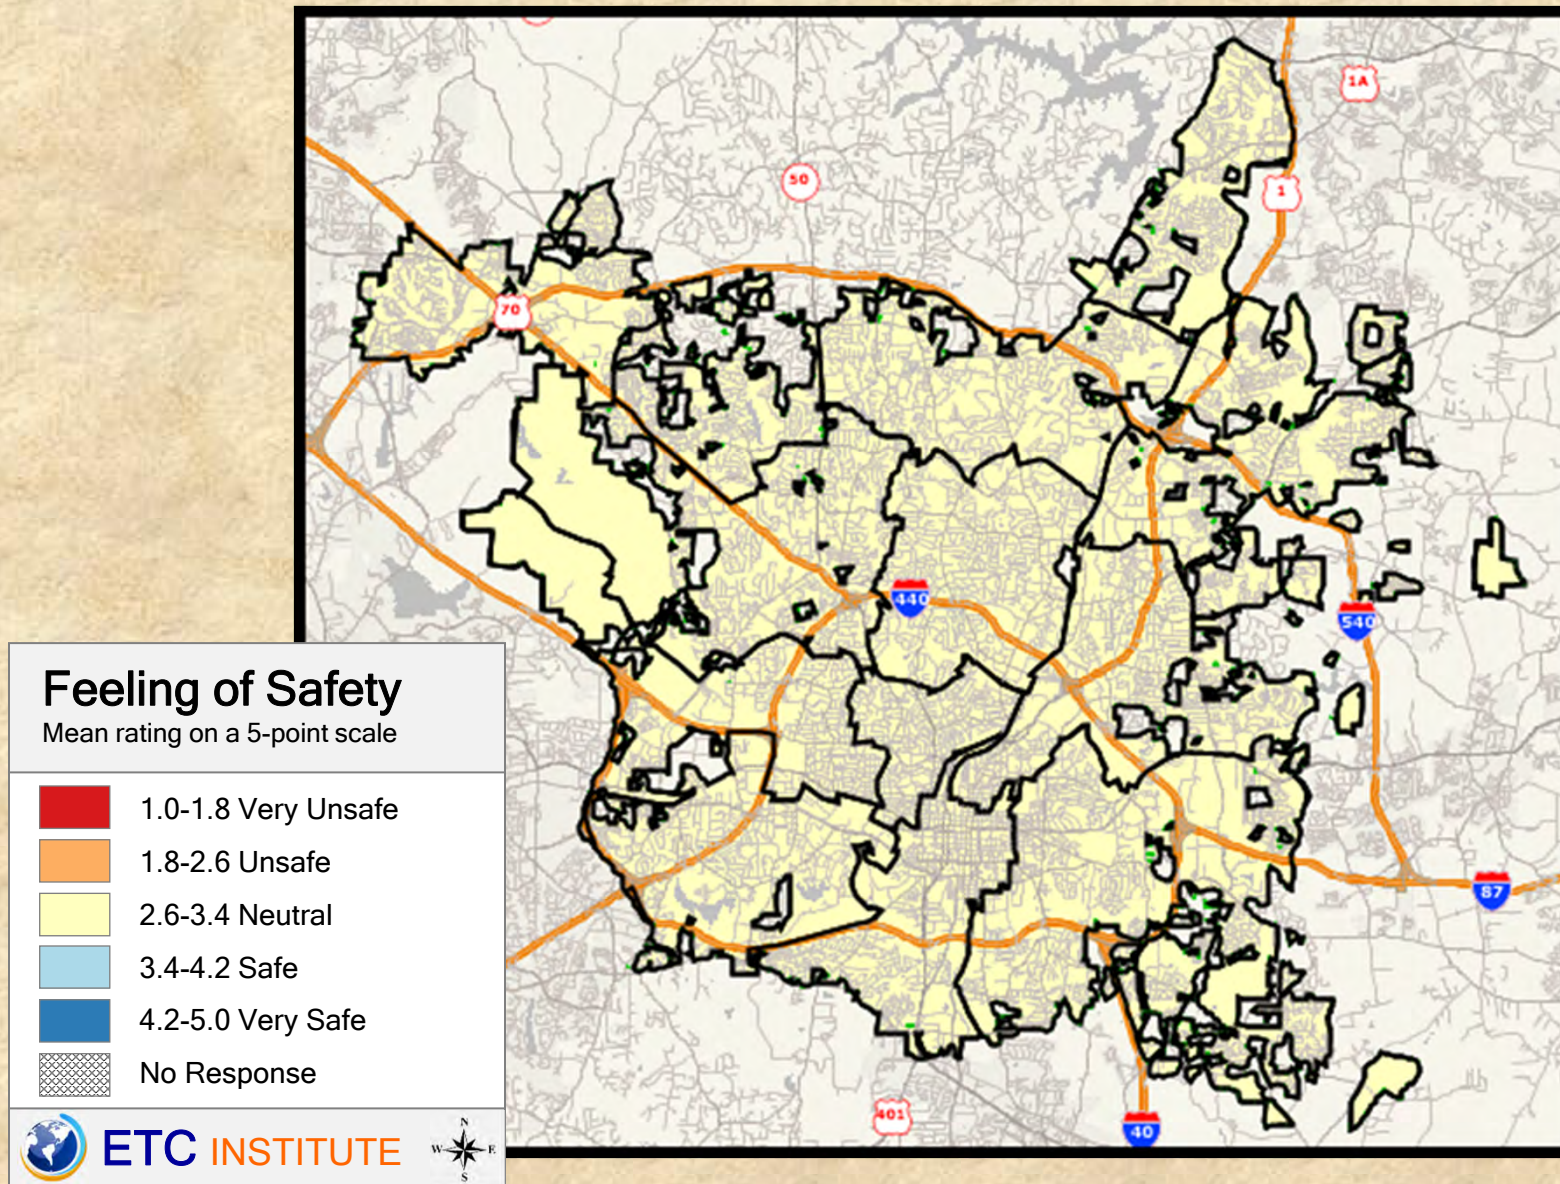 1A
50
1
70
440
540
87
401
40
Feeling of Safety
Mean rating on a 5-point scale
1.0-1.8 Very Unsafe
1.8-2.6 Unsafe
2.6-3.4 Neutral
3.4-4.2 Safe
4.2-5.0 Very Safe
No Response
ETC INSTITUTE
N
W E
S